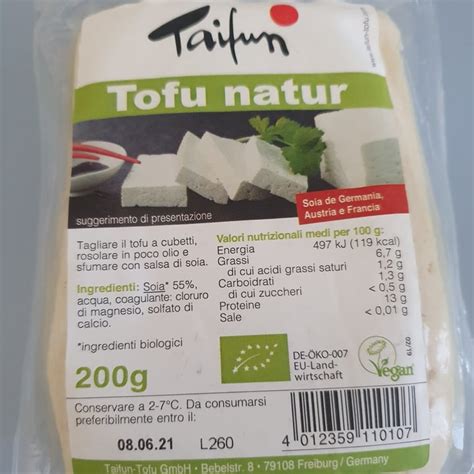 Taifun
Tofu natur
Soia de Germania,
Austria e Francia
suggerimento di presentazione
Tagliare il tofu a cubetti,
rosolare in poco olio e
sfumare con salsa di soia.
Ingredienti: Soia* 55%,
acqua, coagulante: cloruro
di magnesio, solfato di
calcio.
*ingredienti biologici
200g
Valori nutrizionali medi per 100 g:
Energia 497 kJ (119 kcal)
Grassi 6,7 g
di cui acidi grassi saturi 1,2 g
Carboidrati 1,3 g
di cui zuccheri < 0,5 g
Proteine 13 g
Sale < 0,01 g
02/19
DE-ÖKO-007
EU-Land-
wirtschaft
Vegan
Conservare a 2-7°C. Da consumarsi
preferibilmente entro il:
08.06.21 L260
4 012359 110107
Taifun-Tofu GmbH • Bebelstr. 8 • 79108 Freiburg / Germany